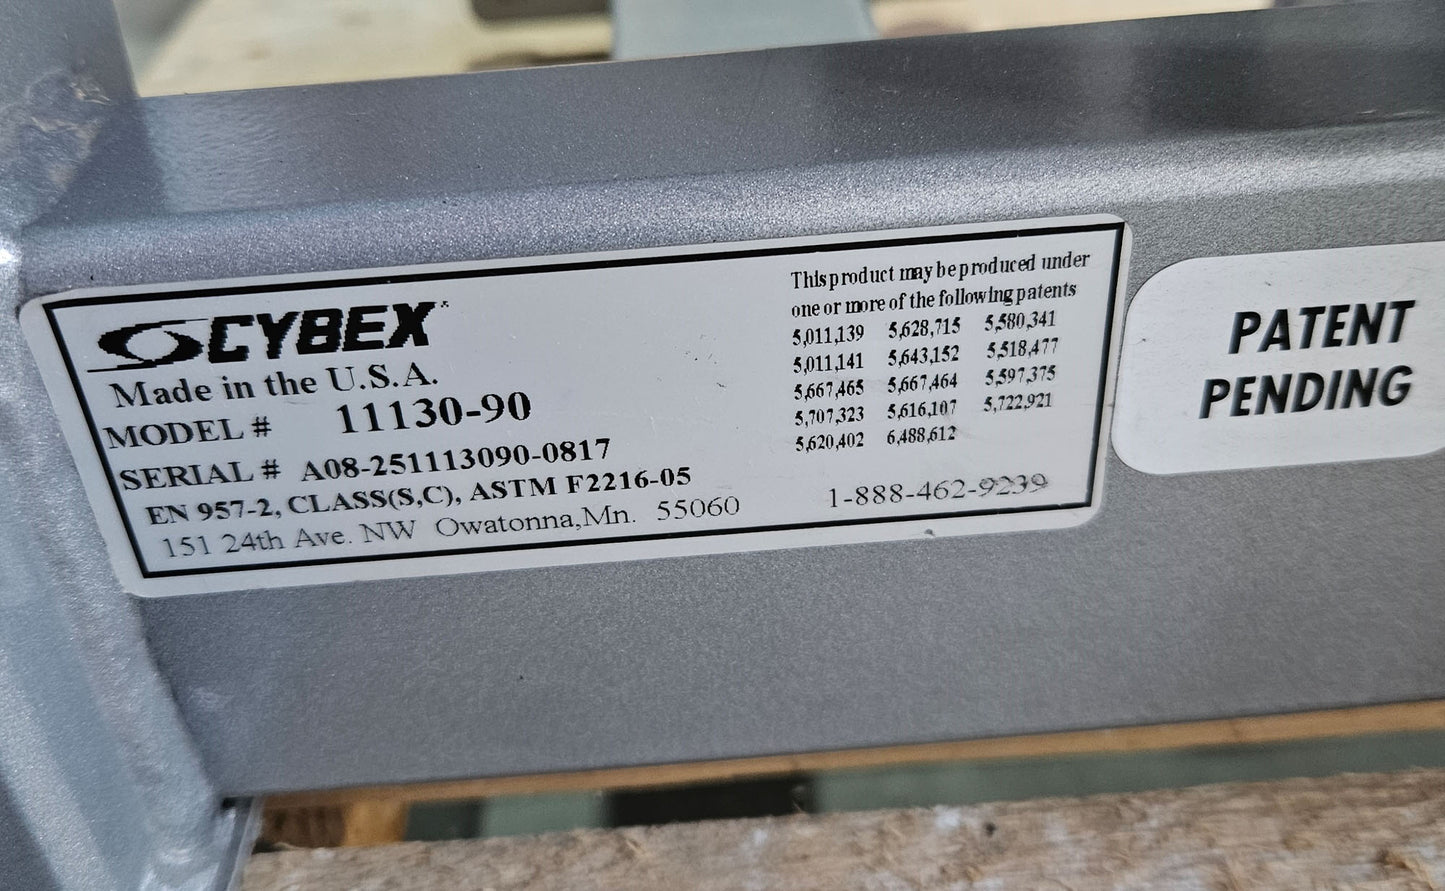 CYBEX
Made in the U.S.A.
MODEL # 11130-90
SERIAL # A08-251113090-0817
EN 957-2, CLASS(S,C), ASTM F2216-05
151 24th Ave. NW Owatonna,Mn. 55060
1-888-462-9239
This product may be produced under
one or more of the following patents
5,011,139 5,628,715 5,580,341
5,011,141 5,643,152 5,518,477
5,667,465 5,667,464 5,597,375
5,707,323 5,616,107 5,722,921
5,620,402 6,488,612
PATENT
PENDING